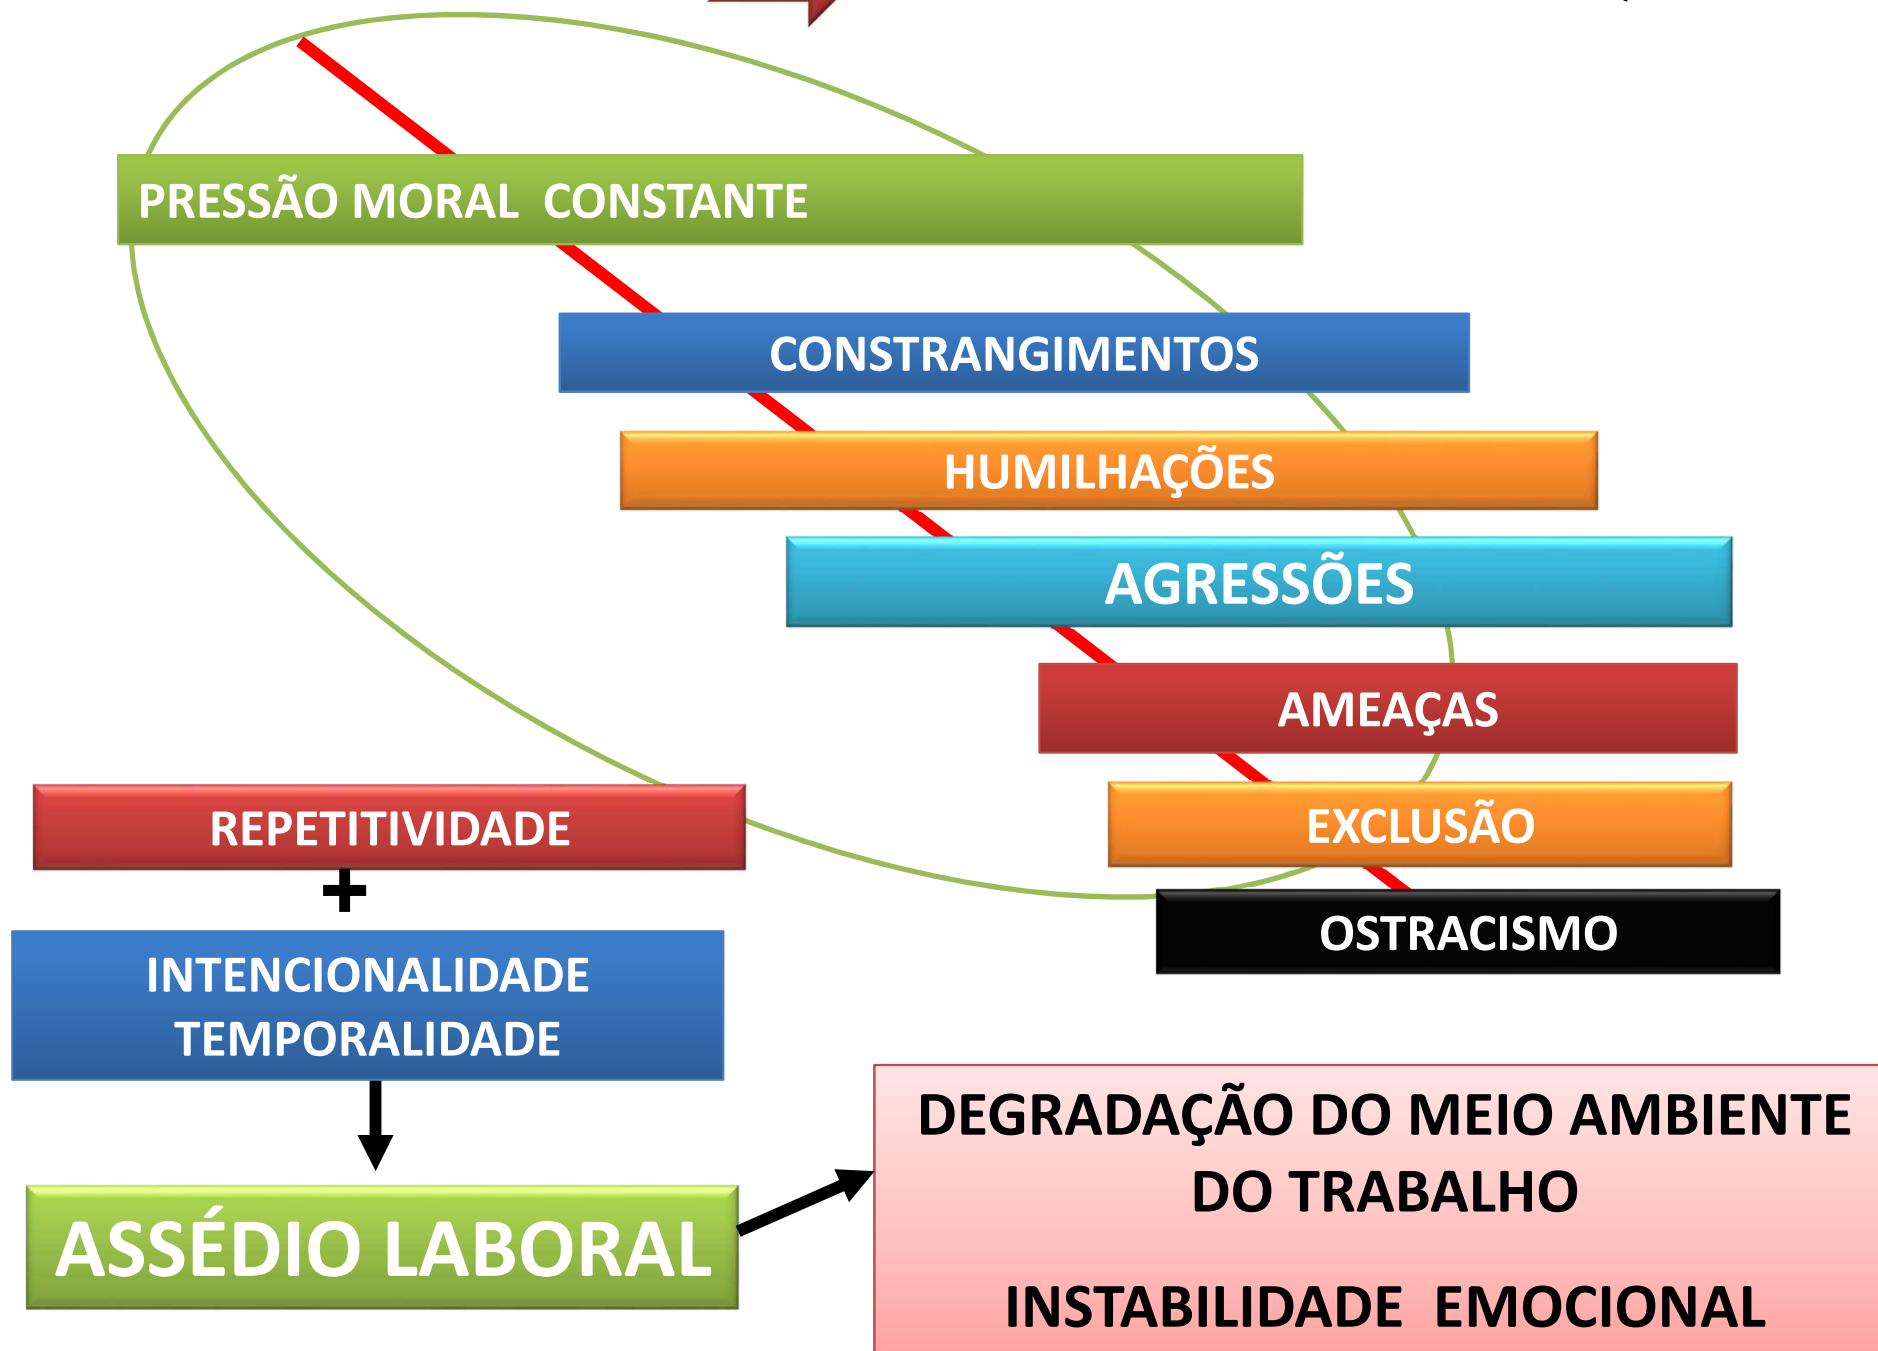 PRESSÃO MORAL  CONSTANTE
CONSTRANGIMENTOS
HUMILHAÇÕES
AGRESSÕES
AMEAÇAS
EXCLUSÃO
OSTRACISMO
REPETITIVIDADE
+
INTENCIONALIDADE
TEMPORALIDADE
ASSÉDIO LABORAL
DEGRADAÇÃO DO MEIO AMBIENTE
DO TRABALHO
INSTABILIDADE  EMOCIONAL